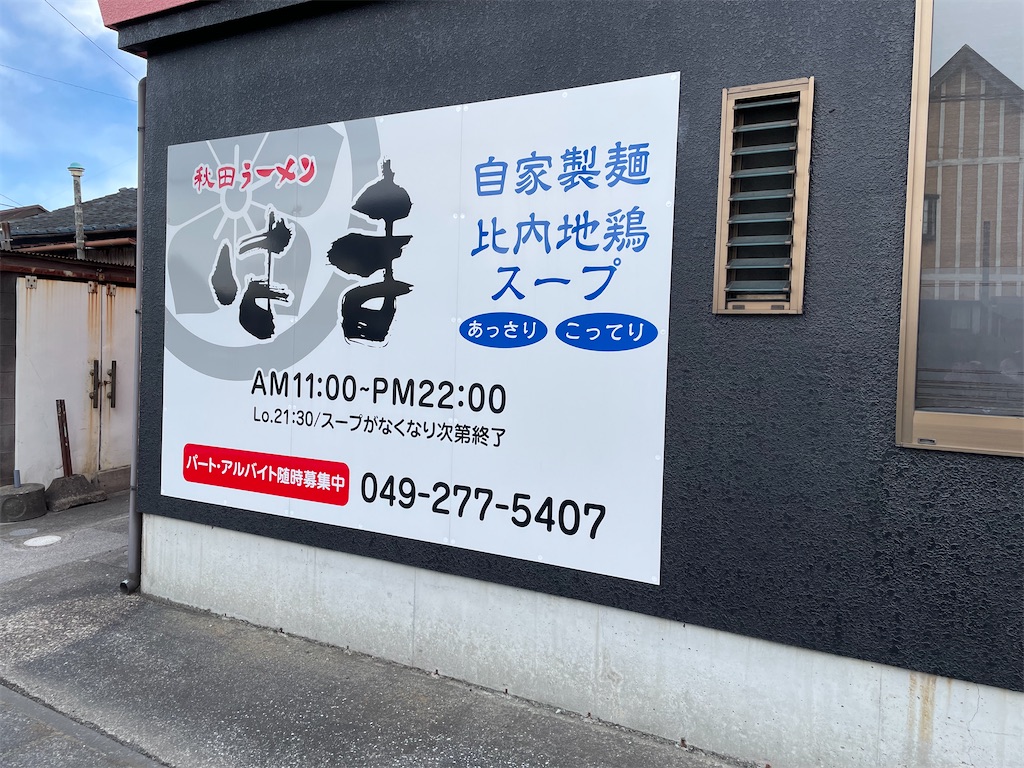 秋田ラーメン
はま
自家製麺
比内地鶏
スープ
あっさり こってり
AM11:00~PM22:00
Lo.21:30/スープがなくなり次第終了
パート・アルバイト随時募集中 049-277-5407